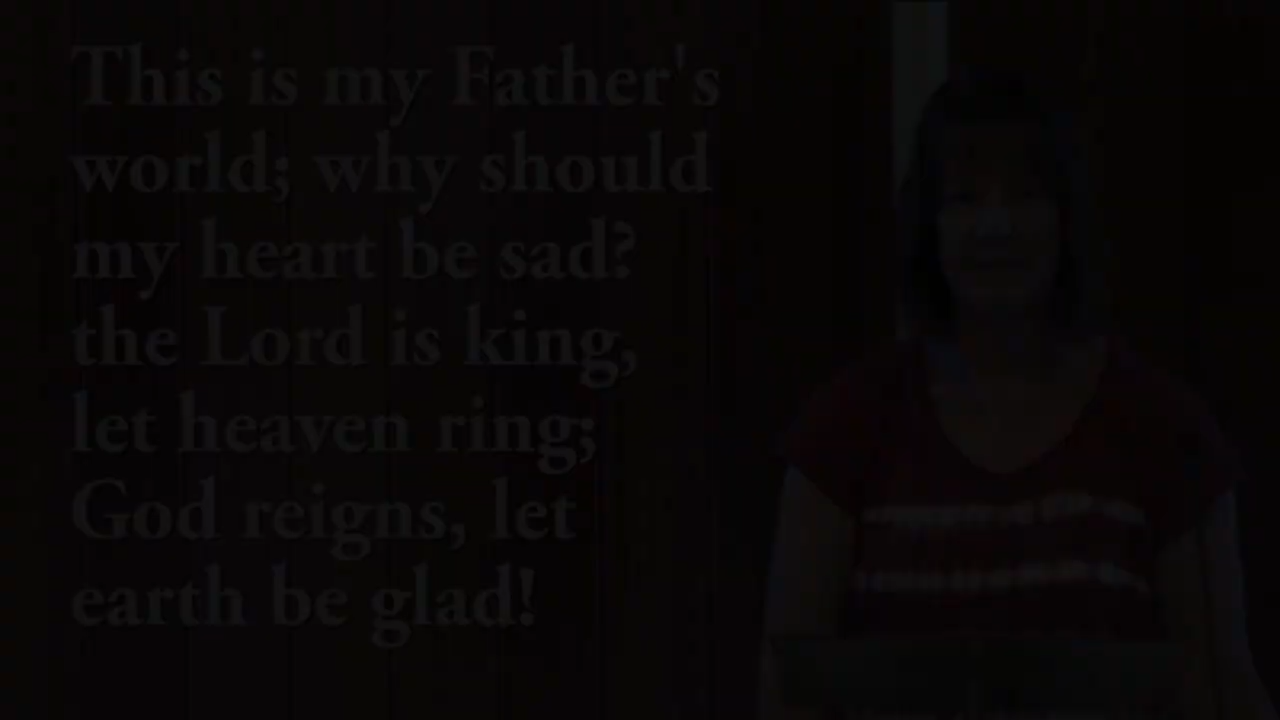 This is my Father's
world; why should
my heart be sad?
the Lord is king,
let heaven ring;
God reigns, let
earth be glad!